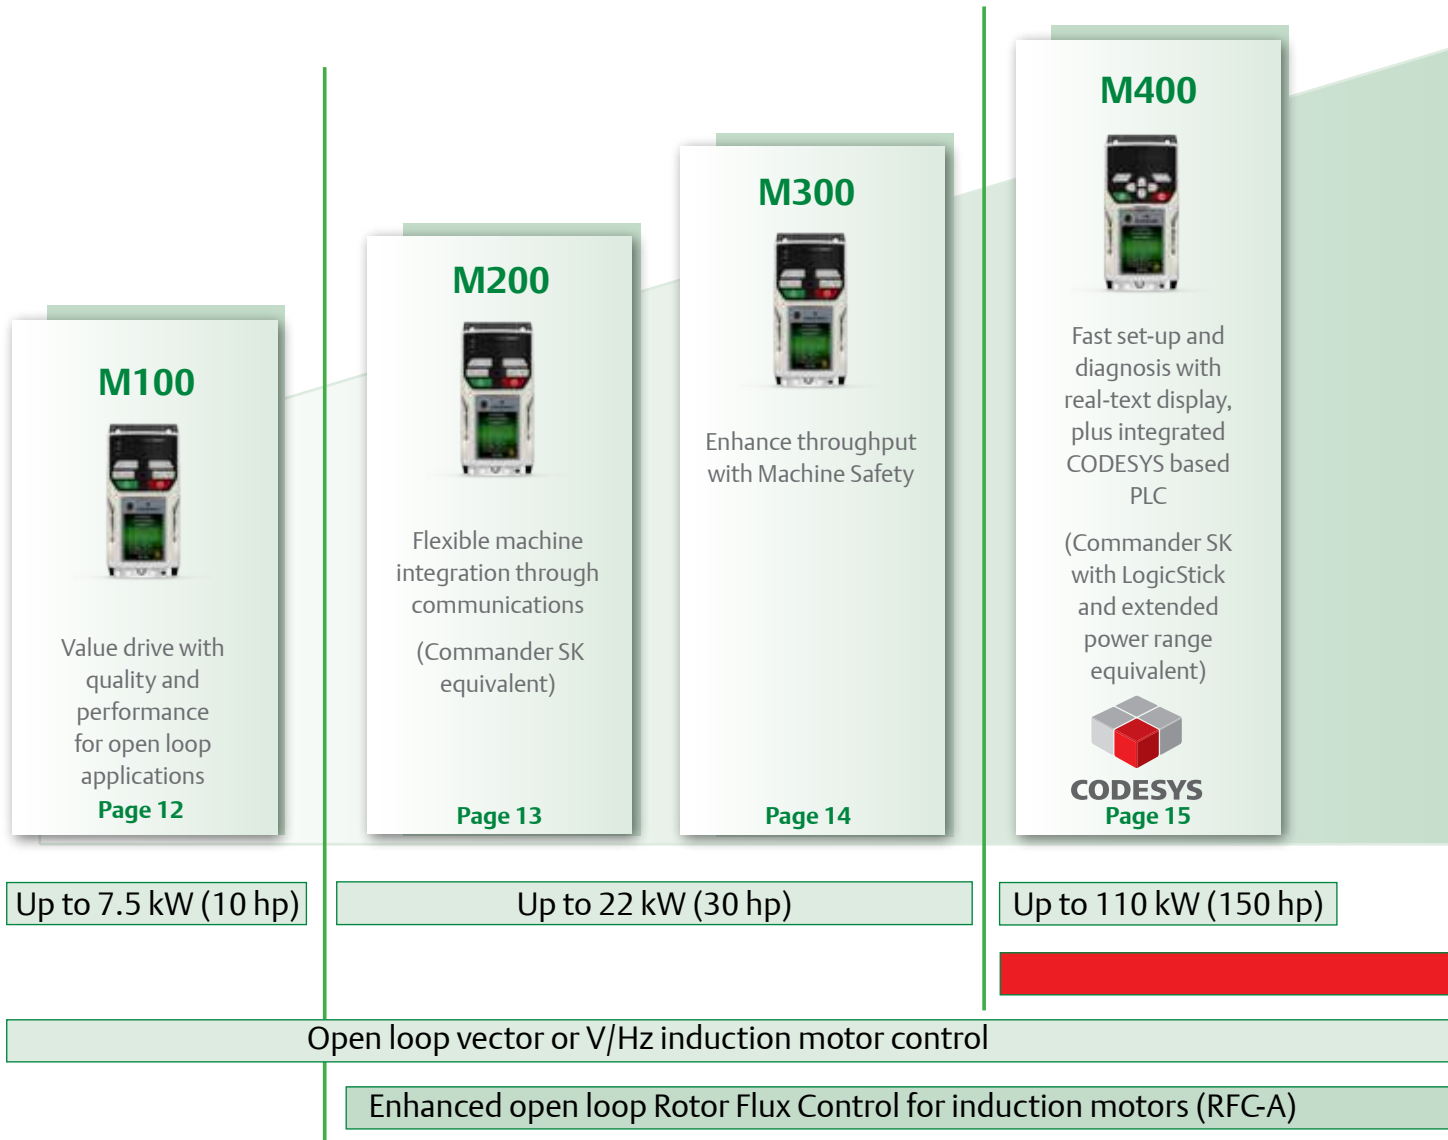 M100
Value drive with
quality and
performance
for open loop
applications
Page 12
M200
Flexible machine
integration through
communications
(Commander SK
equivalent)
Page 13
M300
Enhance throughput
with Machine Safety
Page 14
M400
Fast set-up and
diagnosis with
real-text display,
plus integrated
CODESYS based
PLC
(Commander SK
with LogicStick
and extended
power range
equivalent)
CODESYS
Page 15
Up to 7.5 kW (10 hp)
Up to 22 kW (30 hp)
Up to 110 kW (150 hp)
Open loop vector or V/Hz induction motor control
Enhanced open loop Rotor Flux Control for induction motors (RFC-A)